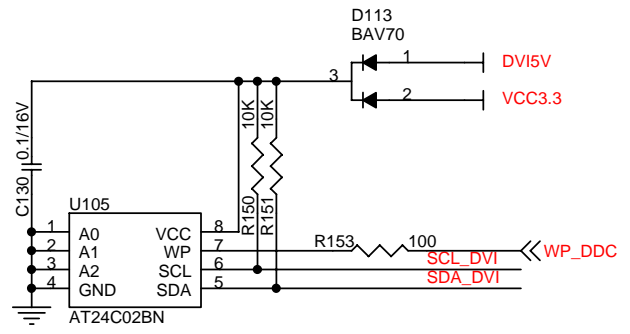 D113
BAV70
1
DVI5V
3
2
VCC3.3
0.1/16V
C130
10K
10K
R150
R151
U105
1
A0
VCC
8
2
A1
WP
7
R153
100
WP_DDC
3
A2
SCL
6
SCL_DVI
4
GND
SDA
5
SDA_DVI
AT24C02BN